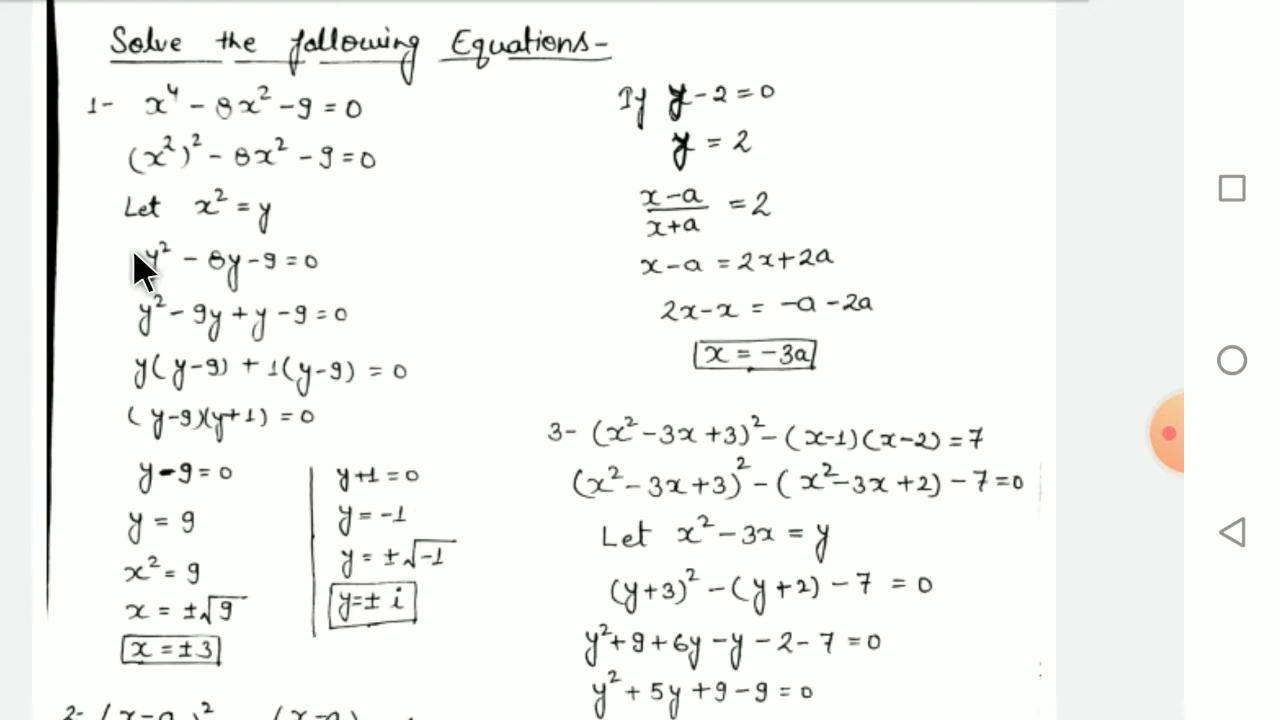 Solve the following Equations-
1- x⁴ - 8x² - 9 = 0
(x²)² - 8x² - 9 = 0
Let x² = y
y² - 8y - 9 = 0
y² - 9y + y - 9 = 0
y(y-9) + 1(y-9) = 0
(y-9)(y+1) = 0
y - 9 = 0
y = 9
x² = 9
x = ±√9
x = ±3
y+1 = 0
y = -1
y = ±√-1
y = ± i
2- (x-a)² (x-a)
If y - 2 = 0
y = 2
x-a / x+a = 2
x-a = 2x+2a
2x-x = -a-2a
x = -3a
3- (x²-3x+3)² - (x-1)(x-2) = 7
(x²-3x+3)² - (x²-3x+2) - 7 = 0
Let x²-3x = y
(y+3)² - (y+2) - 7 = 0
y²+9+6y-y-2-7 = 0
y²+5y+9-9 = 0